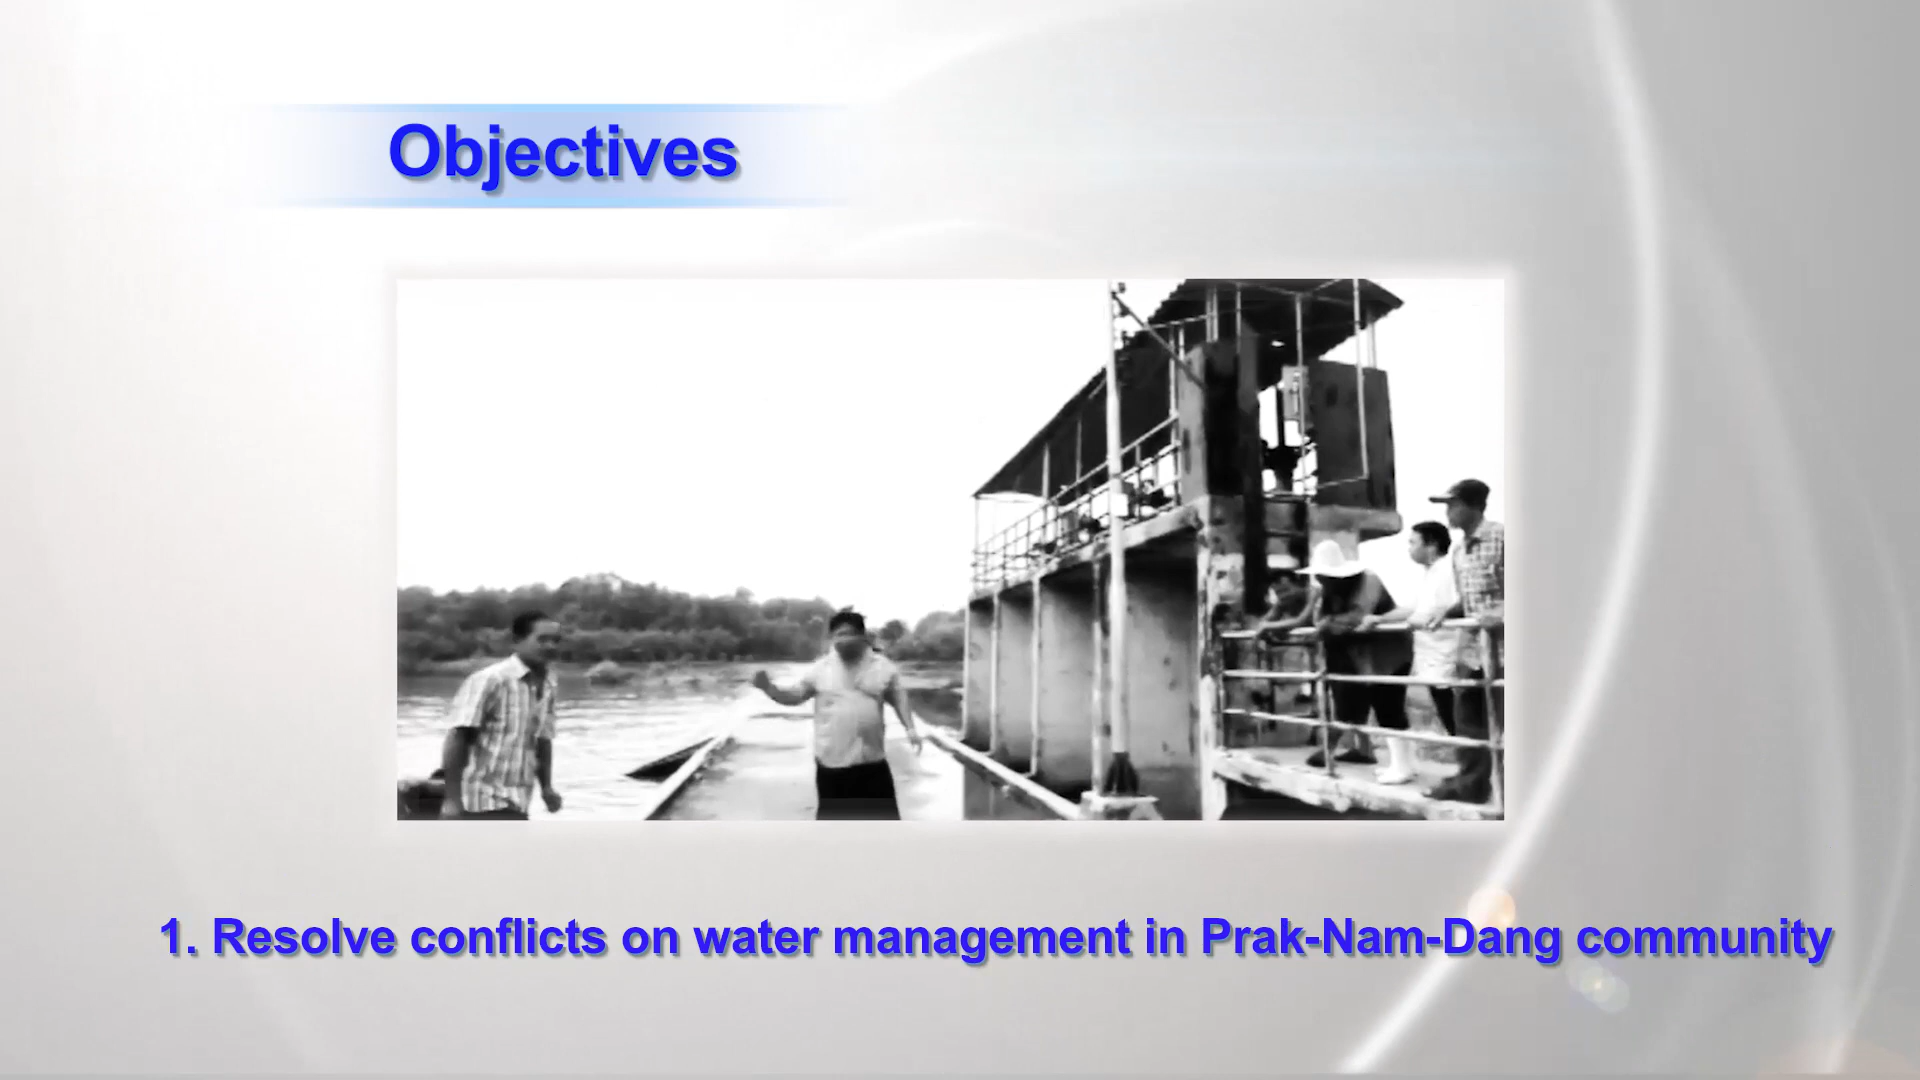 Objectives
1. Resolve conflicts on water management in Prak-Nam-Dang community